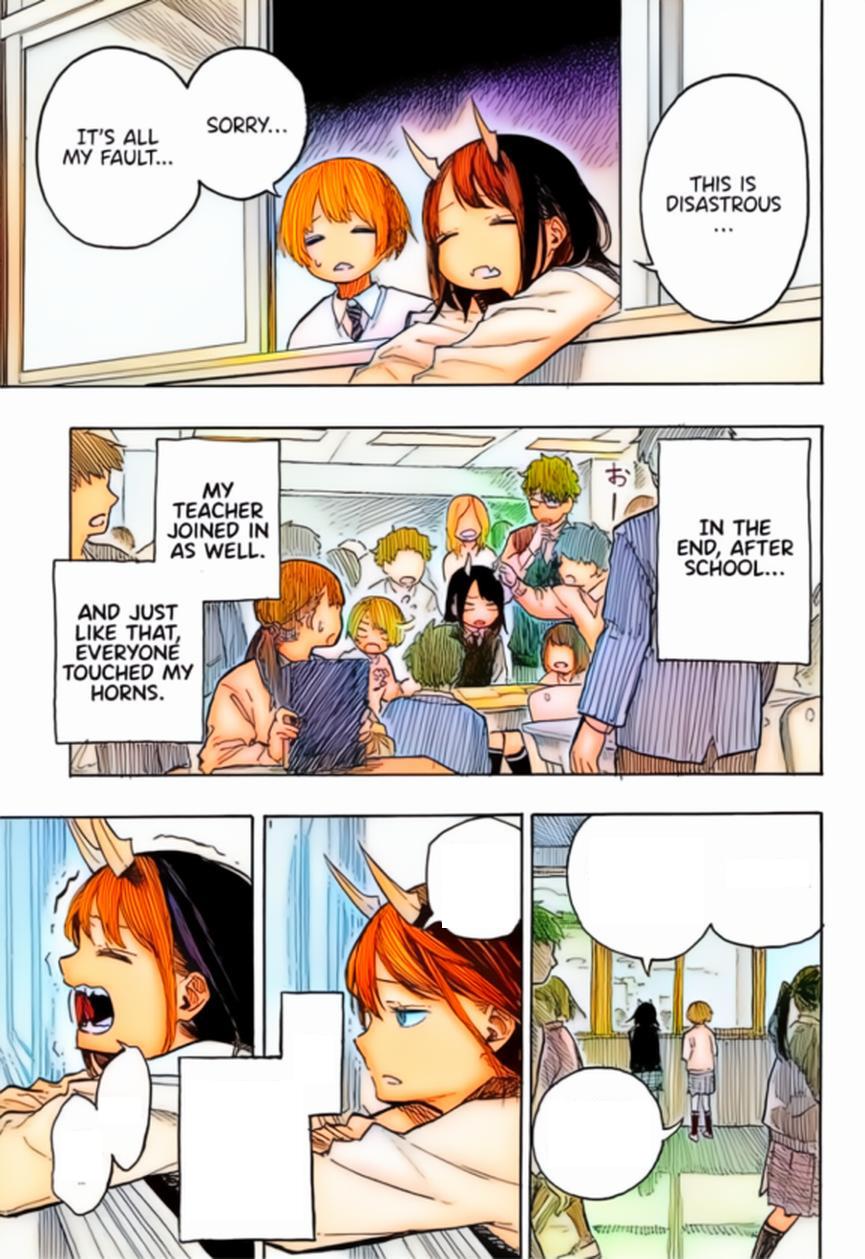 THIS IS
DISASTROUS
...
SORRY...
IT'S ALL
MY FAULT...
IN THE
END, AFTER
SCHOOL...
お
ー
MY
TEACHER
JOINED IN
AS WELL.
AND JUST
LIKE THAT,
EVERYONE
TOUCHED MY
HORNS.
...